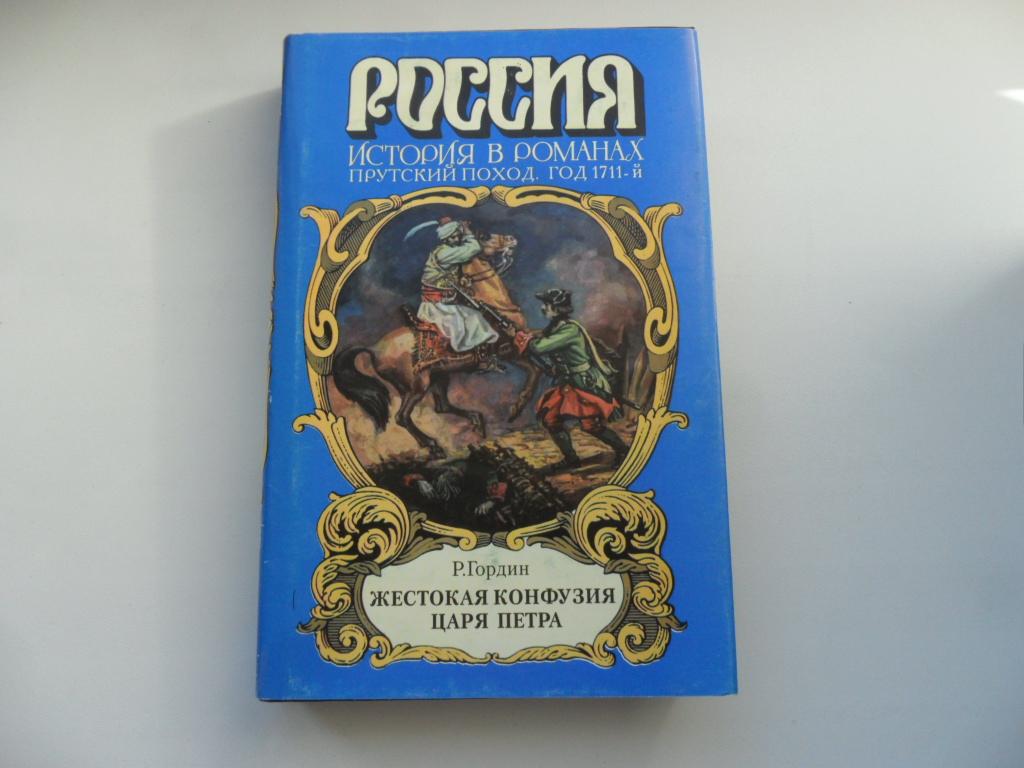 РОССИЯ
ИСТОРИЯ В РОМАНАХ
ПРУТСКИЙ ПОХОД. ГОД 1711-й
Р.Гордин
ЖЕСТОКАЯ КОНФУЗИЯ
ЦАРЯ ПЕТРА